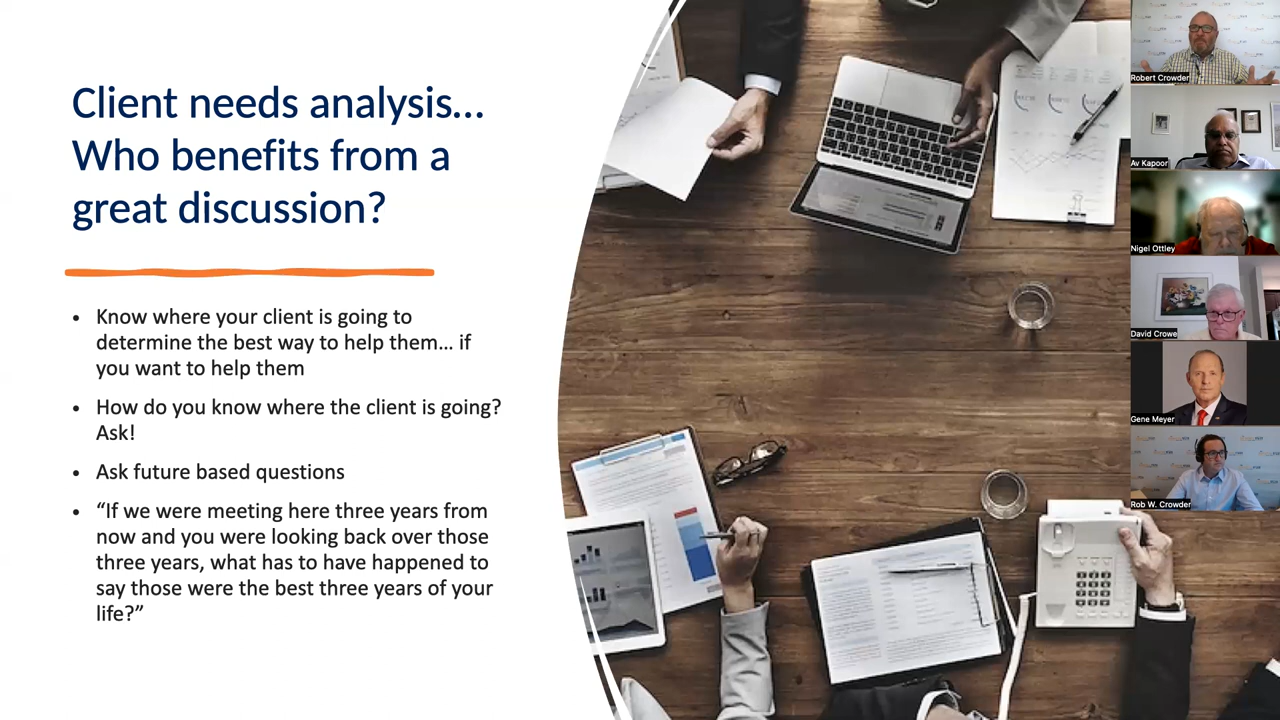 Client needs analysis...
Who benefits from a
great discussion?
• Know where your client is going to
determine the best way to help them... if
you want to help them
• How do you know where the client is going?
Ask!
• Ask future based questions
• “If we were meeting here three years from
now and you were looking back over those
three years, what has to have happened to
say those were the best three years of your
life?”
Robert Crowder
Av Kapoor
Nigel Ottley
David Crowe
Gene Meyer
Rob W. Crowder